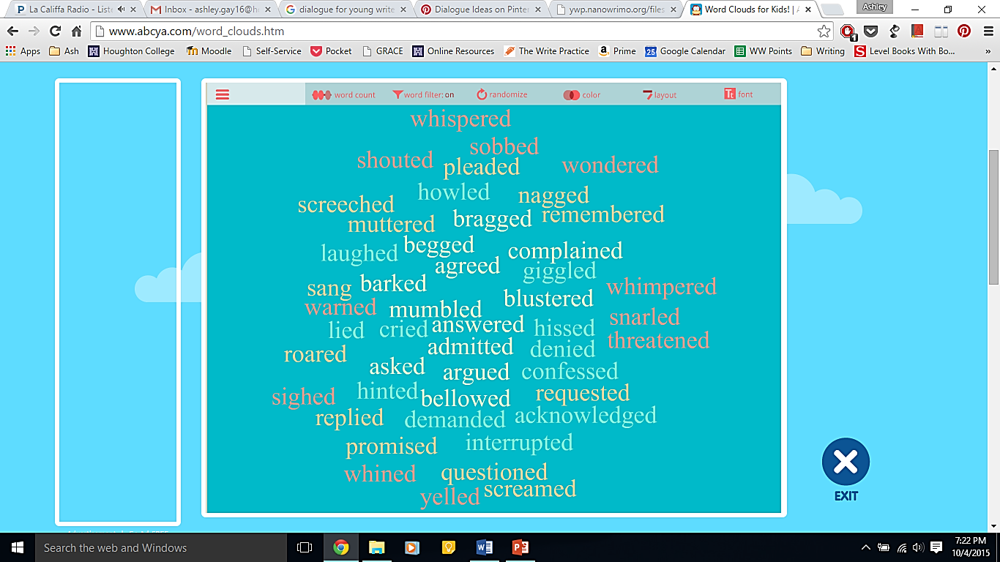 La Califfa Radio - Liste
Inbox - ashley.gay16@h
dialogue for young write
Dialogue Ideas on Pinter
ywp.nanowrimo.org/files
Word Clouds for Kids! | A
Ashley
www.abcya.com/word_clouds.htm
1
Apps Ash Houghton College Moodle Self-Service Pocket GRACE Online Resources The Write Practice Prime 25 Google Calendar WW Points Writing Level Books With Bo... »
word count word filter: on randomize color layout Tt font
whispered
sobbed
shouted
pleaded
wondered
howled
nagged
screeched
remembered
bragged
muttered
begged
laughed
complained
agreed
giggled
barked
sang
whimpered
blustered
warned
mumbled
answered
snarled
lied
cried
hissed
threatened
admitted
denied
roared
asked
argued
confessed
sighed
hinted
bellowed
requested
replied
demanded
acknowledged
promised
interrupted
whined
questioned
screamed
yelled
EXIT
Search the web and Windows
7:22 PM
10/4/2015